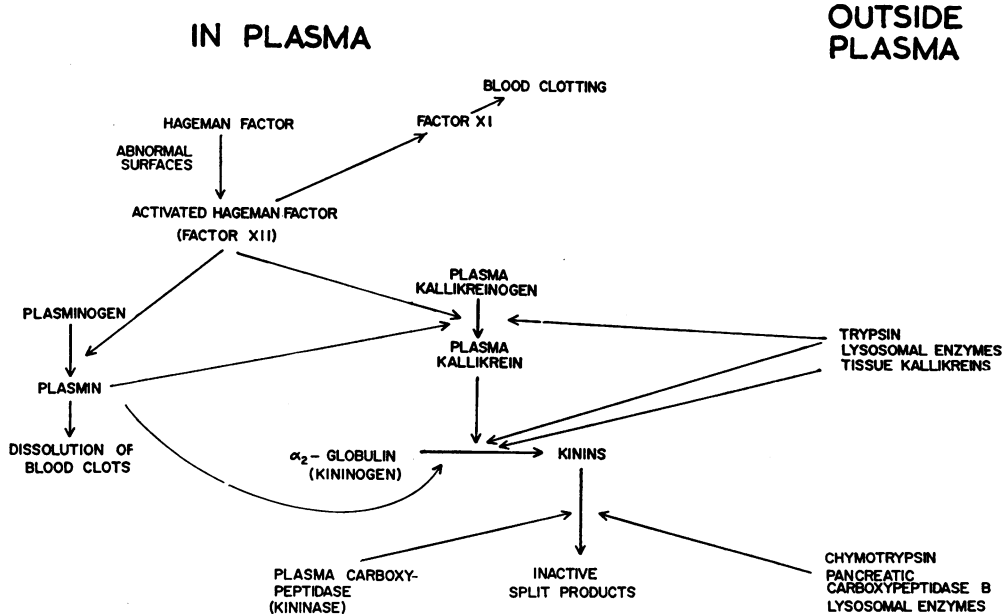 IN PLASMA
OUTSIDE
PLASMA
BLOOD CLOTTING
FACTOR XI
HAGEMAN FACTOR
ABNORMAL
SURFACES
ACTIVATED HAGEMAN FACTOR
(FACTOR XII)
PLASMA
KALLIKREINOGEN
PLASMINOGEN
TRYPSIN
LYSOSOMAL ENZYMES
TISSUE KALLIKREINS
PLASMA
KALLIKREIN
PLASMIN
DISSOLUTION OF
BLOOD CLOTS
α₂- GLOBULIN
(KININOGEN)
KININS
PLASMA CARBOXY-
PEPTIDASE
(KININASE)
INACTIVE
SPLIT PRODUCTS
CHYMOTRYPSIN
PANCREATIC
CARBOXYPEPTIDASE B
LYSOSOMAL ENZYMES